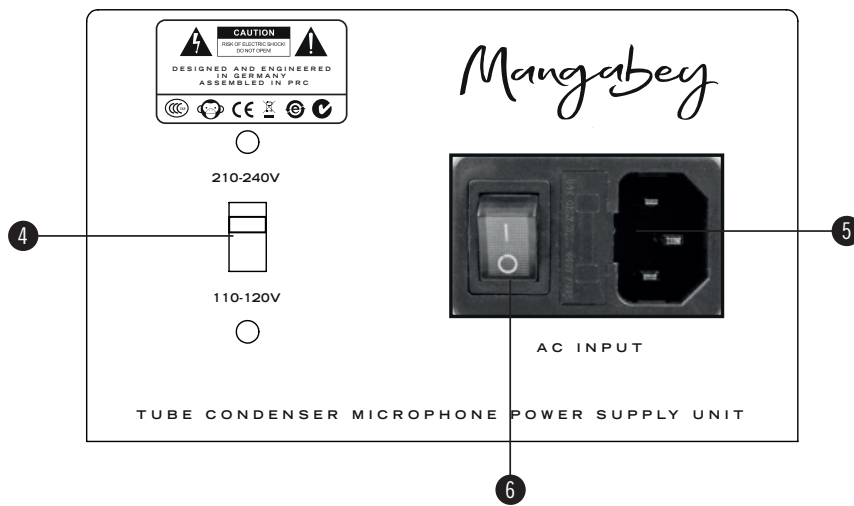 CAUTION
RISK OF ELECTRIC SHOCK!
DO NOT OPEN!
DESIGNED AND ENGINEERED
IN GERMANY
ASSEMBLED IN PRC
CE
Mangabey
210-240V
4
5
110-120V
AC INPUT
TUBE CONDENSER MICROPHONE POWER SUPPLY UNIT
6